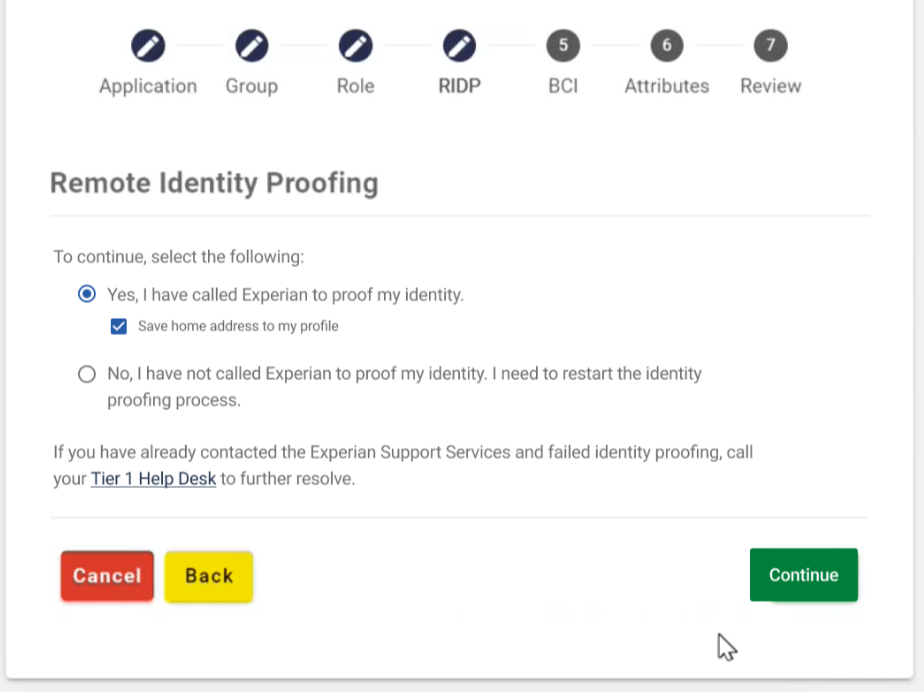 5 6 7
Application Group Role RIDP BCI Attributes Review
Remote Identity Proofing
To continue, select the following:
Yes, I have called Experian to proof my identity.
Save home address to my profile
No, I have not called Experian to proof my identity. I need to restart the identity
proofing process.
If you have already contacted the Experian Support Services and failed identity proofing, call
your Tier 1 Help Desk to further resolve.
Cancel Back Continue